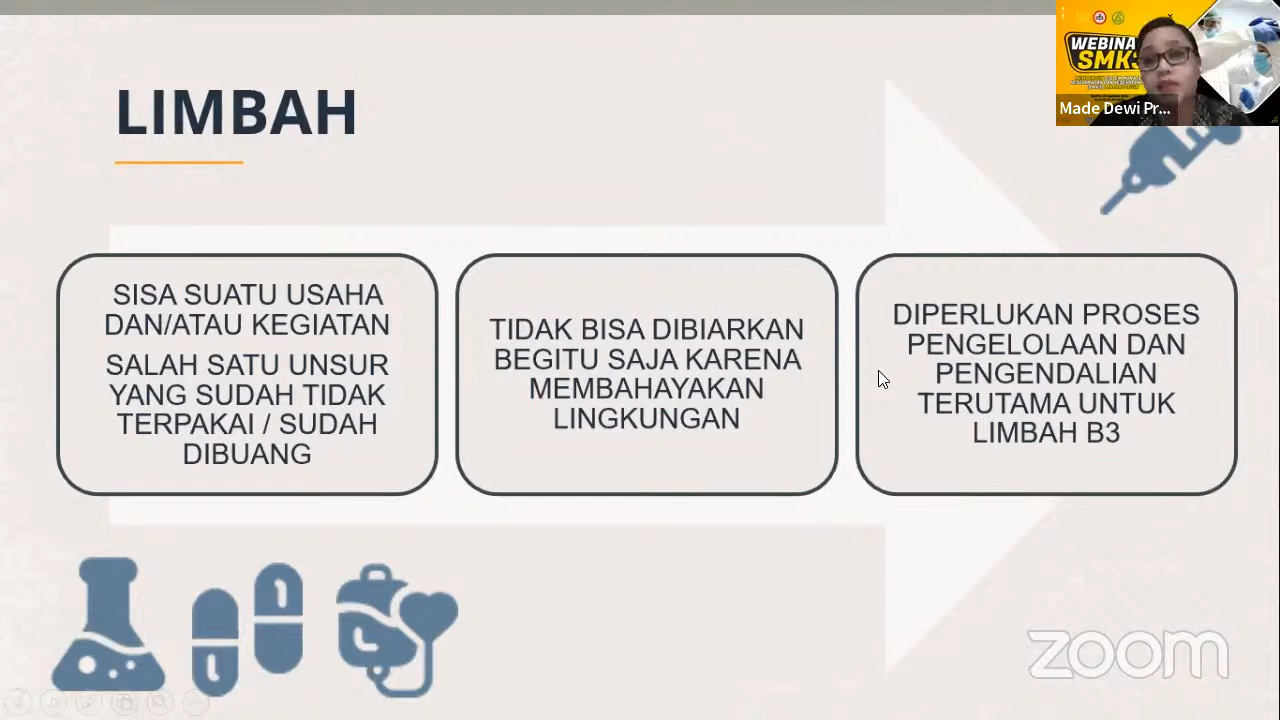 LIMBAH
SISA SUATU USAHA
DAN/ATAU KEGIATAN
SALAH SATU UNSUR
YANG SUDAH TIDAK
TERPAKAI / SUDAH
DIBUANG
TIDAK BISA DIBIARKAN
BEGITU SAJA KARENA
MEMBAHAYAKAN
LINGKUNGAN
DIPERLUKAN PROSES
PENGELOLAAN DAN
PENGENDALIAN
TERUTAMA UNTUK
LIMBAH B3
WEBINA
SMK3
Made Dewi Pr...
zoom